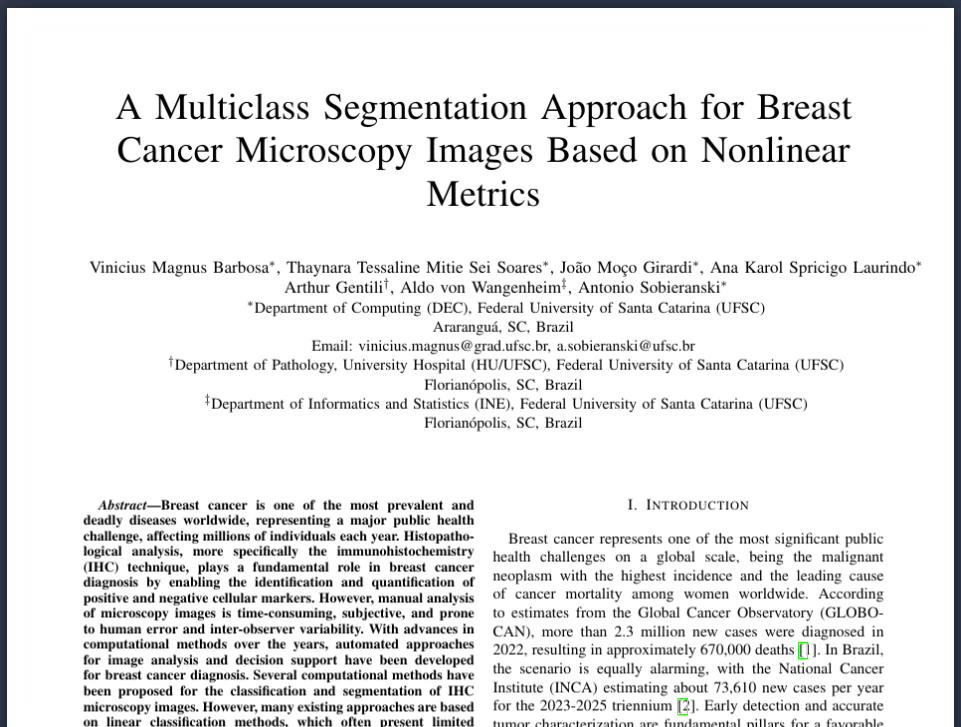 A Multiclass Segmentation Approach for Breast
Cancer Microscopy Images Based on Nonlinear
Metrics
Vinicius Magnus Barbosa*, Thaynara Tessaline Mitie Sei Soares*, João Moço Girardi*, Ana Karol Spricigo Laurindo*
Arthur Gentili†, Aldo von Wangenheim‡, Antonio Sobieranski*
*Department of Computing (DEC), Federal University of Santa Catarina (UFSC)
Araranguá, SC, Brazil
Email: vinicius.magnus@grad.ufsc.br, a.sobieranski@ufsc.br
†Department of Pathology, University Hospital (HU/UFSC), Federal University of Santa Catarina (UFSC)
Florianópolis, SC, Brazil
‡Department of Informatics and Statistics (INE), Federal University of Santa Catarina (UFSC)
Florianópolis, SC, Brazil
Abstract—Breast cancer is one of the most prevalent and
deadly diseases worldwide, representing a major public health
challenge, affecting millions of individuals each year. Histopatho-
logical analysis, more specifically the immunohistochemistry
(IHC) technique, plays a fundamental role in breast cancer
diagnosis by enabling the identification and quantification of
positive and negative cellular markers. However, manual analysis
of microscopy images is time-consuming, subjective, and prone
to human error and inter-observer variability. With advances in
computational methods over the years, automated approaches
for image analysis and decision support have been developed
for breast cancer diagnosis. Several computational methods have
been proposed for the classification and segmentation of IHC
microscopy images. However, many existing approaches are based
on linear classification methods, which often present limited
I. INTRODUCTION
Breast cancer represents one of the most significant public
health challenges on a global scale, being the malignant
neoplasm with the highest incidence and the leading cause
of cancer mortality among women worldwide. According
to estimates from the Global Cancer Observatory (GLOBO-
CAN), more than 2.3 million new cases were diagnosed in
2022, resulting in approximately 670,000 deaths [1]. In Brazil,
the scenario is equally alarming, with the National Cancer
Institute (INCA) estimating about 73,610 new cases per year
for the 2023-2025 triennium [2]. Early detection and accurate
tumor characterization are fundamental pillars for a favorable